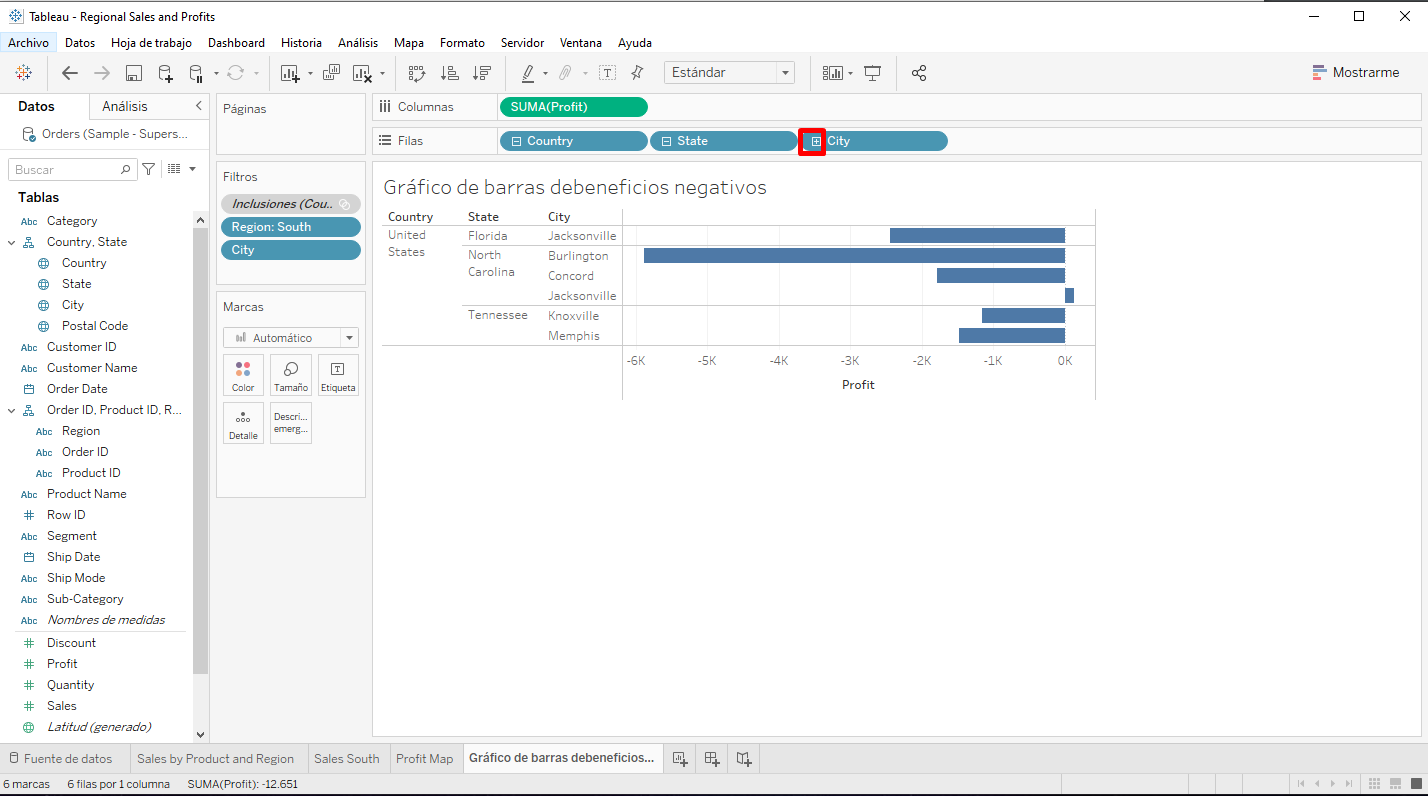 Tableau - Regional Sales and Profits
Archivo Datos Hoja de trabajo Dashboard Historia Análisis Mapa Formato Servidor Ventana Ayuda
Estándar
Mostrarme
Datos Análisis
Orders (Sample - Supers...
Buscar
Tablas
Abc Category
Country, State
Country
State
City
Postal Code
Abc Customer ID
Abc Customer Name
Order Date
Order ID, Product ID, R...
Abc Region
Abc Order ID
Abc Product ID
Abc Product Name
Row ID
Abc Segment
Ship Date
Abc Ship Mode
Abc Sub-Category
Abc Nombres de medidas
Discount
Profit
Quantity
Sales
Latitud (generado)
Páginas
Filtros
Inclusiones (Cou..
Region: South
City
Marcas
Automático
Color Tamaño Etiqueta
Detalle Descri... emerg...
Columnas SUMA(Profit)
Filas Country State City
Gráfico de barras debeneficios negativos
Country State City
United States Florida Jacksonville
North Carolina Burlington
Concord
Jacksonville
Tennessee Knoxville
Memphis
-6K -5K -4K -3K -2K -1K 0K
Profit
Fuente de datos Sales by Product and Region Sales South Profit Map Gráfico de barras debeneficios...
6 marcas 6 filas por 1 columna SUMA(Profit): -12.651